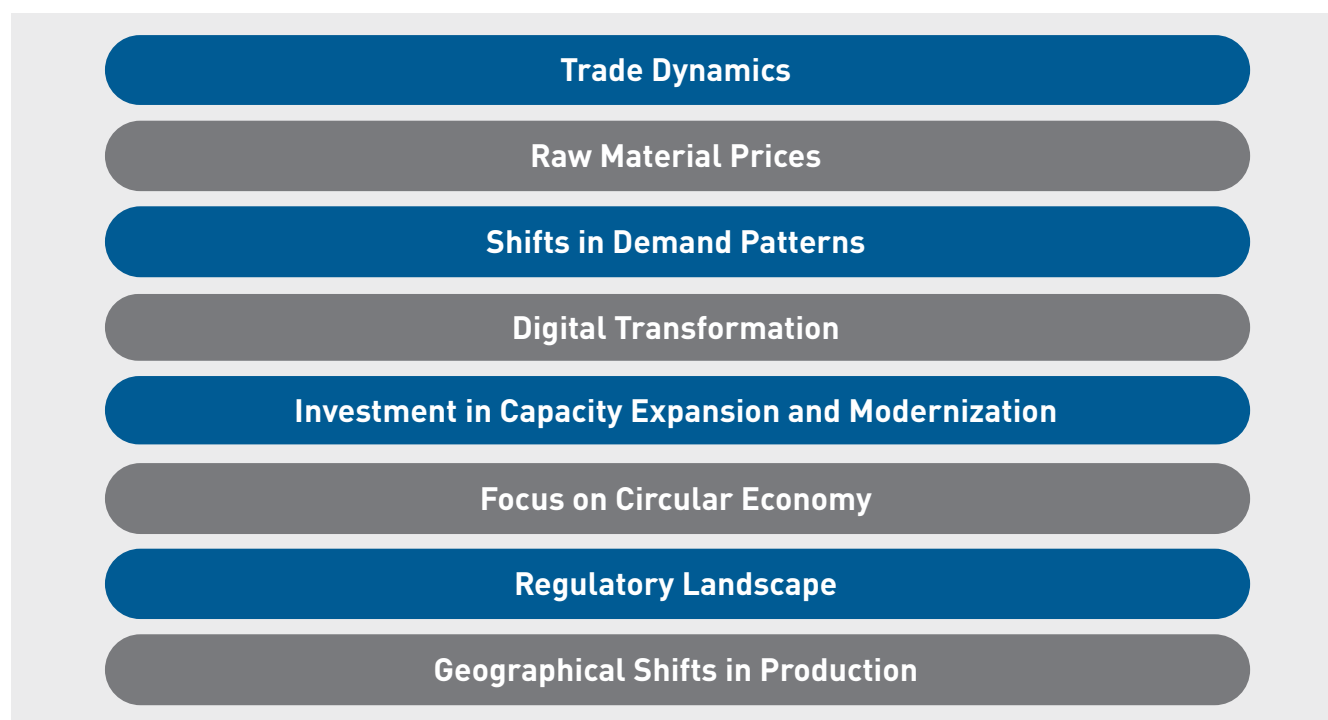 Trade Dynamics
Raw Material Prices
Shifts in Demand Patterns
Digital Transformation
Investment in Capacity Expansion and Modernization
Focus on Circular Economy
Regulatory Landscape
Geographical Shifts in Production